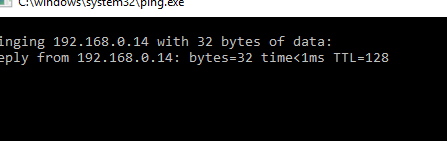 C:\windows\system32\ping.exe
inging 192.168.0.14 with 32 bytes of data:
eply from 192.168.0.14: bytes=32 time<1ms TTL=128